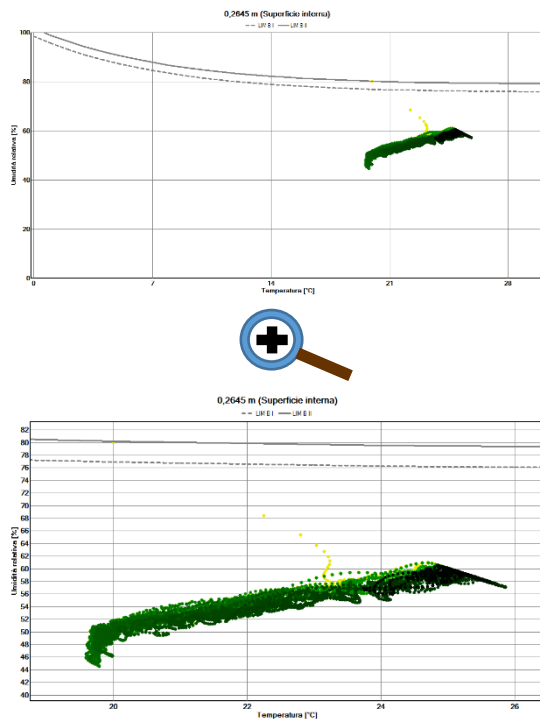 0,2645 m (Superficie interna)
LIM B I LIM B II
Umidità relativa [%]
100
80
60
40
20
0
0 7 14 21 28
Temperatura [°C]
0,2645 m (Superficie interna)
LIM B I LIM B II
Umidità relativa [%]
82
80
78
76
74
72
70
68
66
64
62
60
58
56
54
52
50
48
46
44
42
40
20 22 24 26
Temperatura [°C]